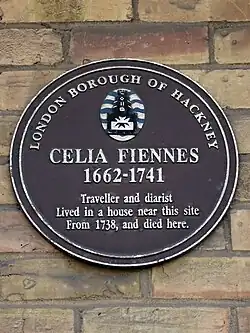 LONDON BOROUGH OF HACKNEY
CELIA FIENNES
1662-1741
Traveller and diarist
Lived in a house near this site
From 1738, and died here.